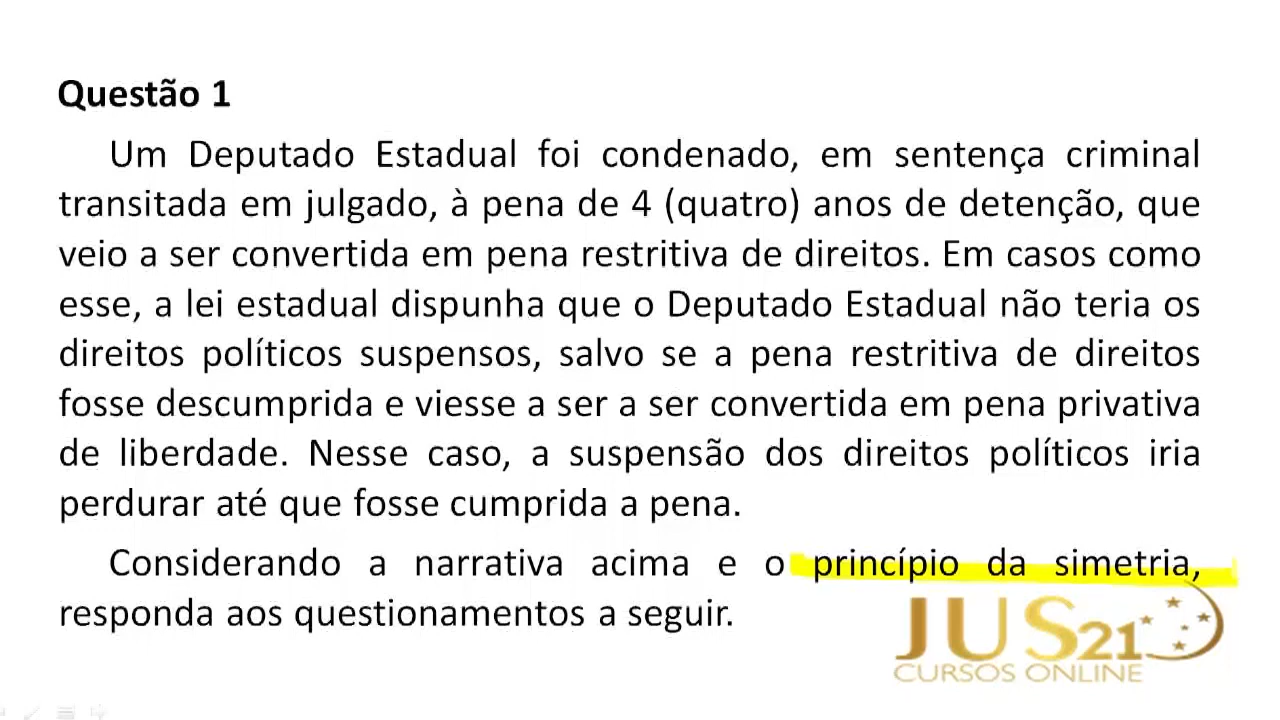 Questão 1
Um Deputado Estadual foi condenado, em sentença criminal
transitada em julgado, à pena de 4 (quatro) anos de detenção, que
veio a ser convertida em pena restritiva de direitos. Em casos como
esse, a lei estadual dispunha que o Deputado Estadual não teria os
direitos políticos suspensos, salvo se a pena restritiva de direitos
fosse descumprida e viesse a ser a ser convertida em pena privativa
de liberdade. Nesse caso, a suspensão dos direitos políticos iria
perdurar até que fosse cumprida a pena.
Considerando a narrativa acima e o princípio da simetria,
responda aos questionamentos a seguir.
JUS21
CURSOS ONLINE